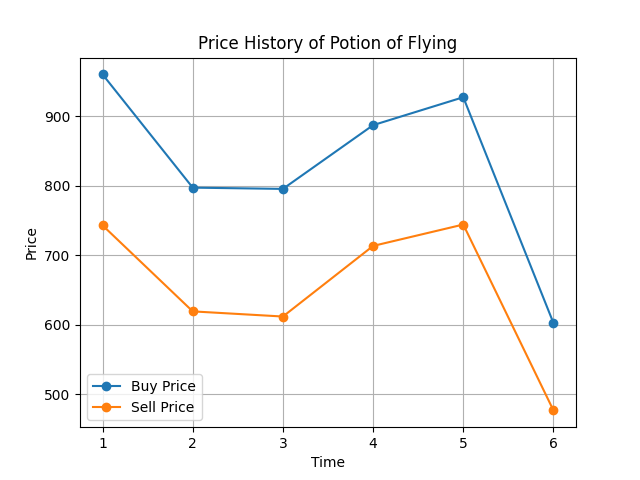 Price History of Potion of Flying
Price
900
800
700
600
500
Buy Price
Sell Price
1 2 3 4 5 6
Time